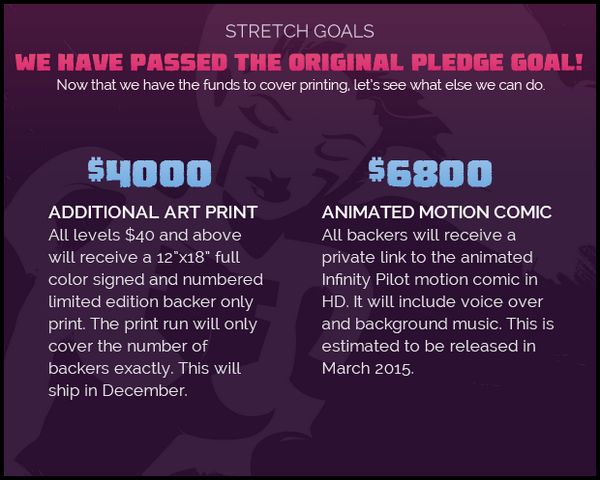 STRETCH GOALS
WE HAVE PASSED THE ORIGINAL PLEDGE GOAL!
Now that we have the funds to cover printing, let's see what else we can do.
$4000
ADDITIONAL ART PRINT
All levels $40 and above
will receive a 12"x18" full
color signed and numbered
limited edition backer only
print. The print run will only
cover the number of
backers exactly. This will
ship in December.
$6800
ANIMATED MOTION COMIC
All backers will receive a
private link to the animated
Infinity Pilot motion comic in
HD. It will include voice over
and background music. This is
estimated to be released in
March 2015.